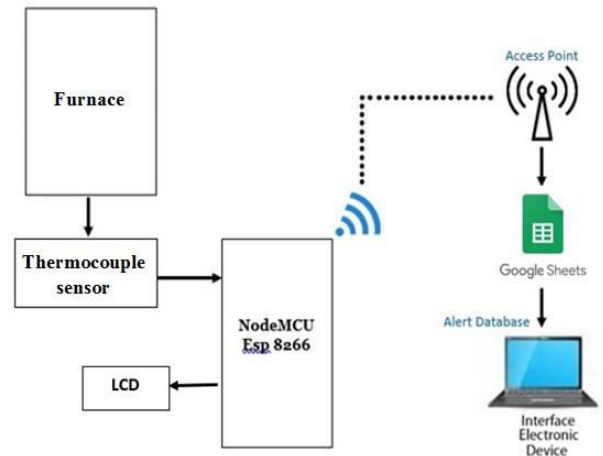 Furnace
Thermocouple
sensor
NodeMCU
Esp 8266
LCD
Access Point
Google Sheets
Alert Database
Interface
Electronic
Device